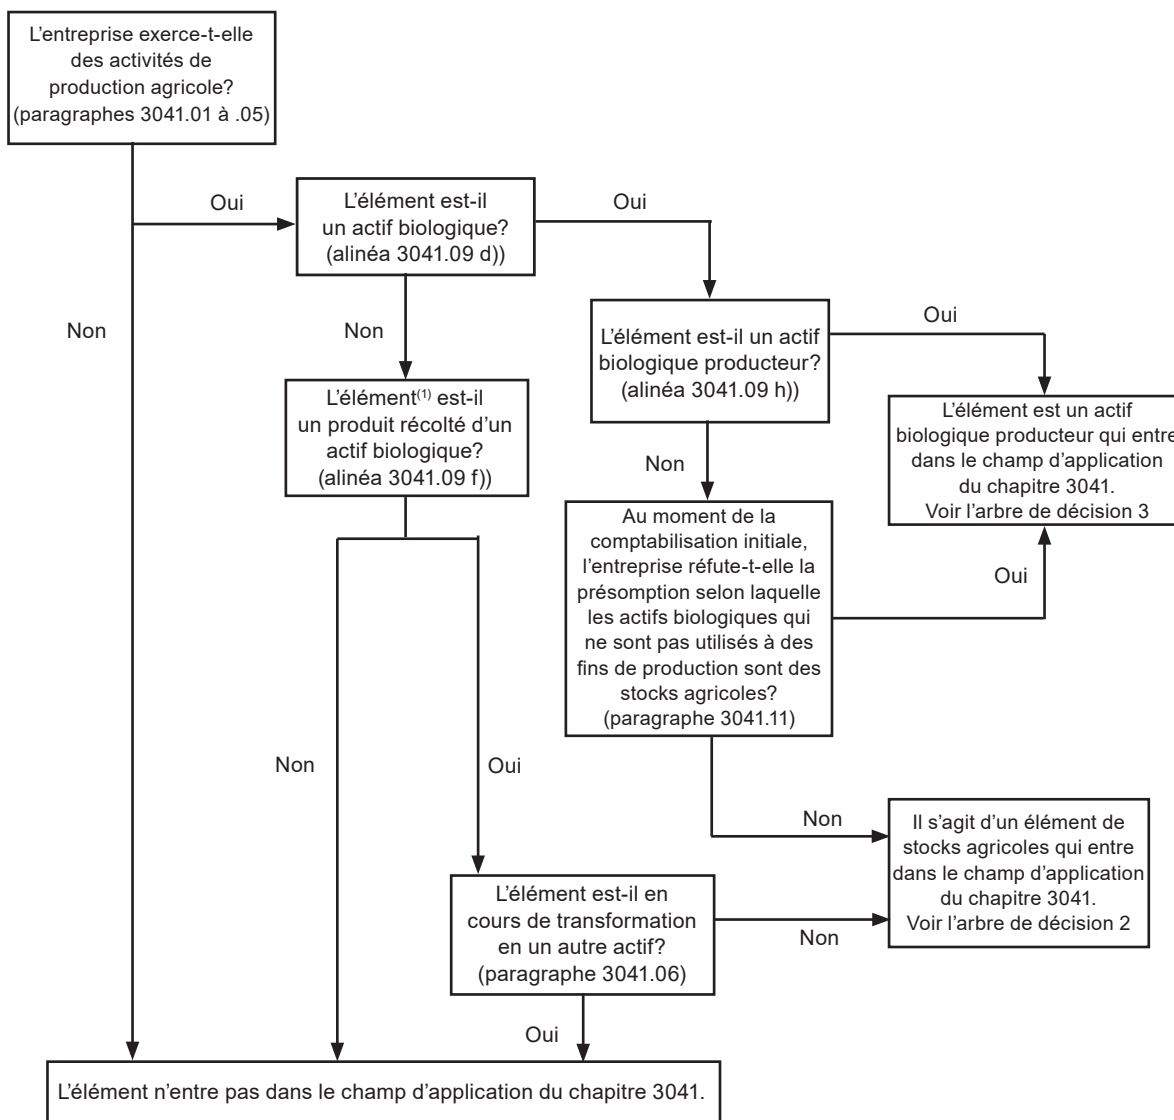 L'entreprise exerce-t-elle
des activités de
production agricole?
(paragraphes 3041.01 à .05)
Oui
Non
L'élément est-il
un actif biologique?
(alinéa 3041.09 d))
Oui
Non
L'élément est-il un actif
biologique producteur?
(alinéa 3041.09 h))
Oui
Non
L'élément est un actif
biologique producteur qui entre
dans le champ d'application
du chapitre 3041.
Voir l'arbre de décision 3
L'élément(1) est-il
un produit récolté d'un
actif biologique?
(alinéa 3041.09 f))
Au moment de la
comptabilisation initiale,
l'entreprise réfute-t-elle la
présomption selon laquelle
les actifs biologiques qui
ne sont pas utilisés à des
fins de production sont des
stocks agricoles?
(paragraphe 3041.11)
Oui
Non
Oui
Non
Il s'agit d'un élément de
stocks agricoles qui entre
dans le champ d'application
du chapitre 3041.
Voir l'arbre de décision 2
L'élément est-il en
cours de transformation
en un autre actif?
(paragraphe 3041.06)
Non
Oui
L'élément n'entre pas dans le champ d'application du chapitre 3041.